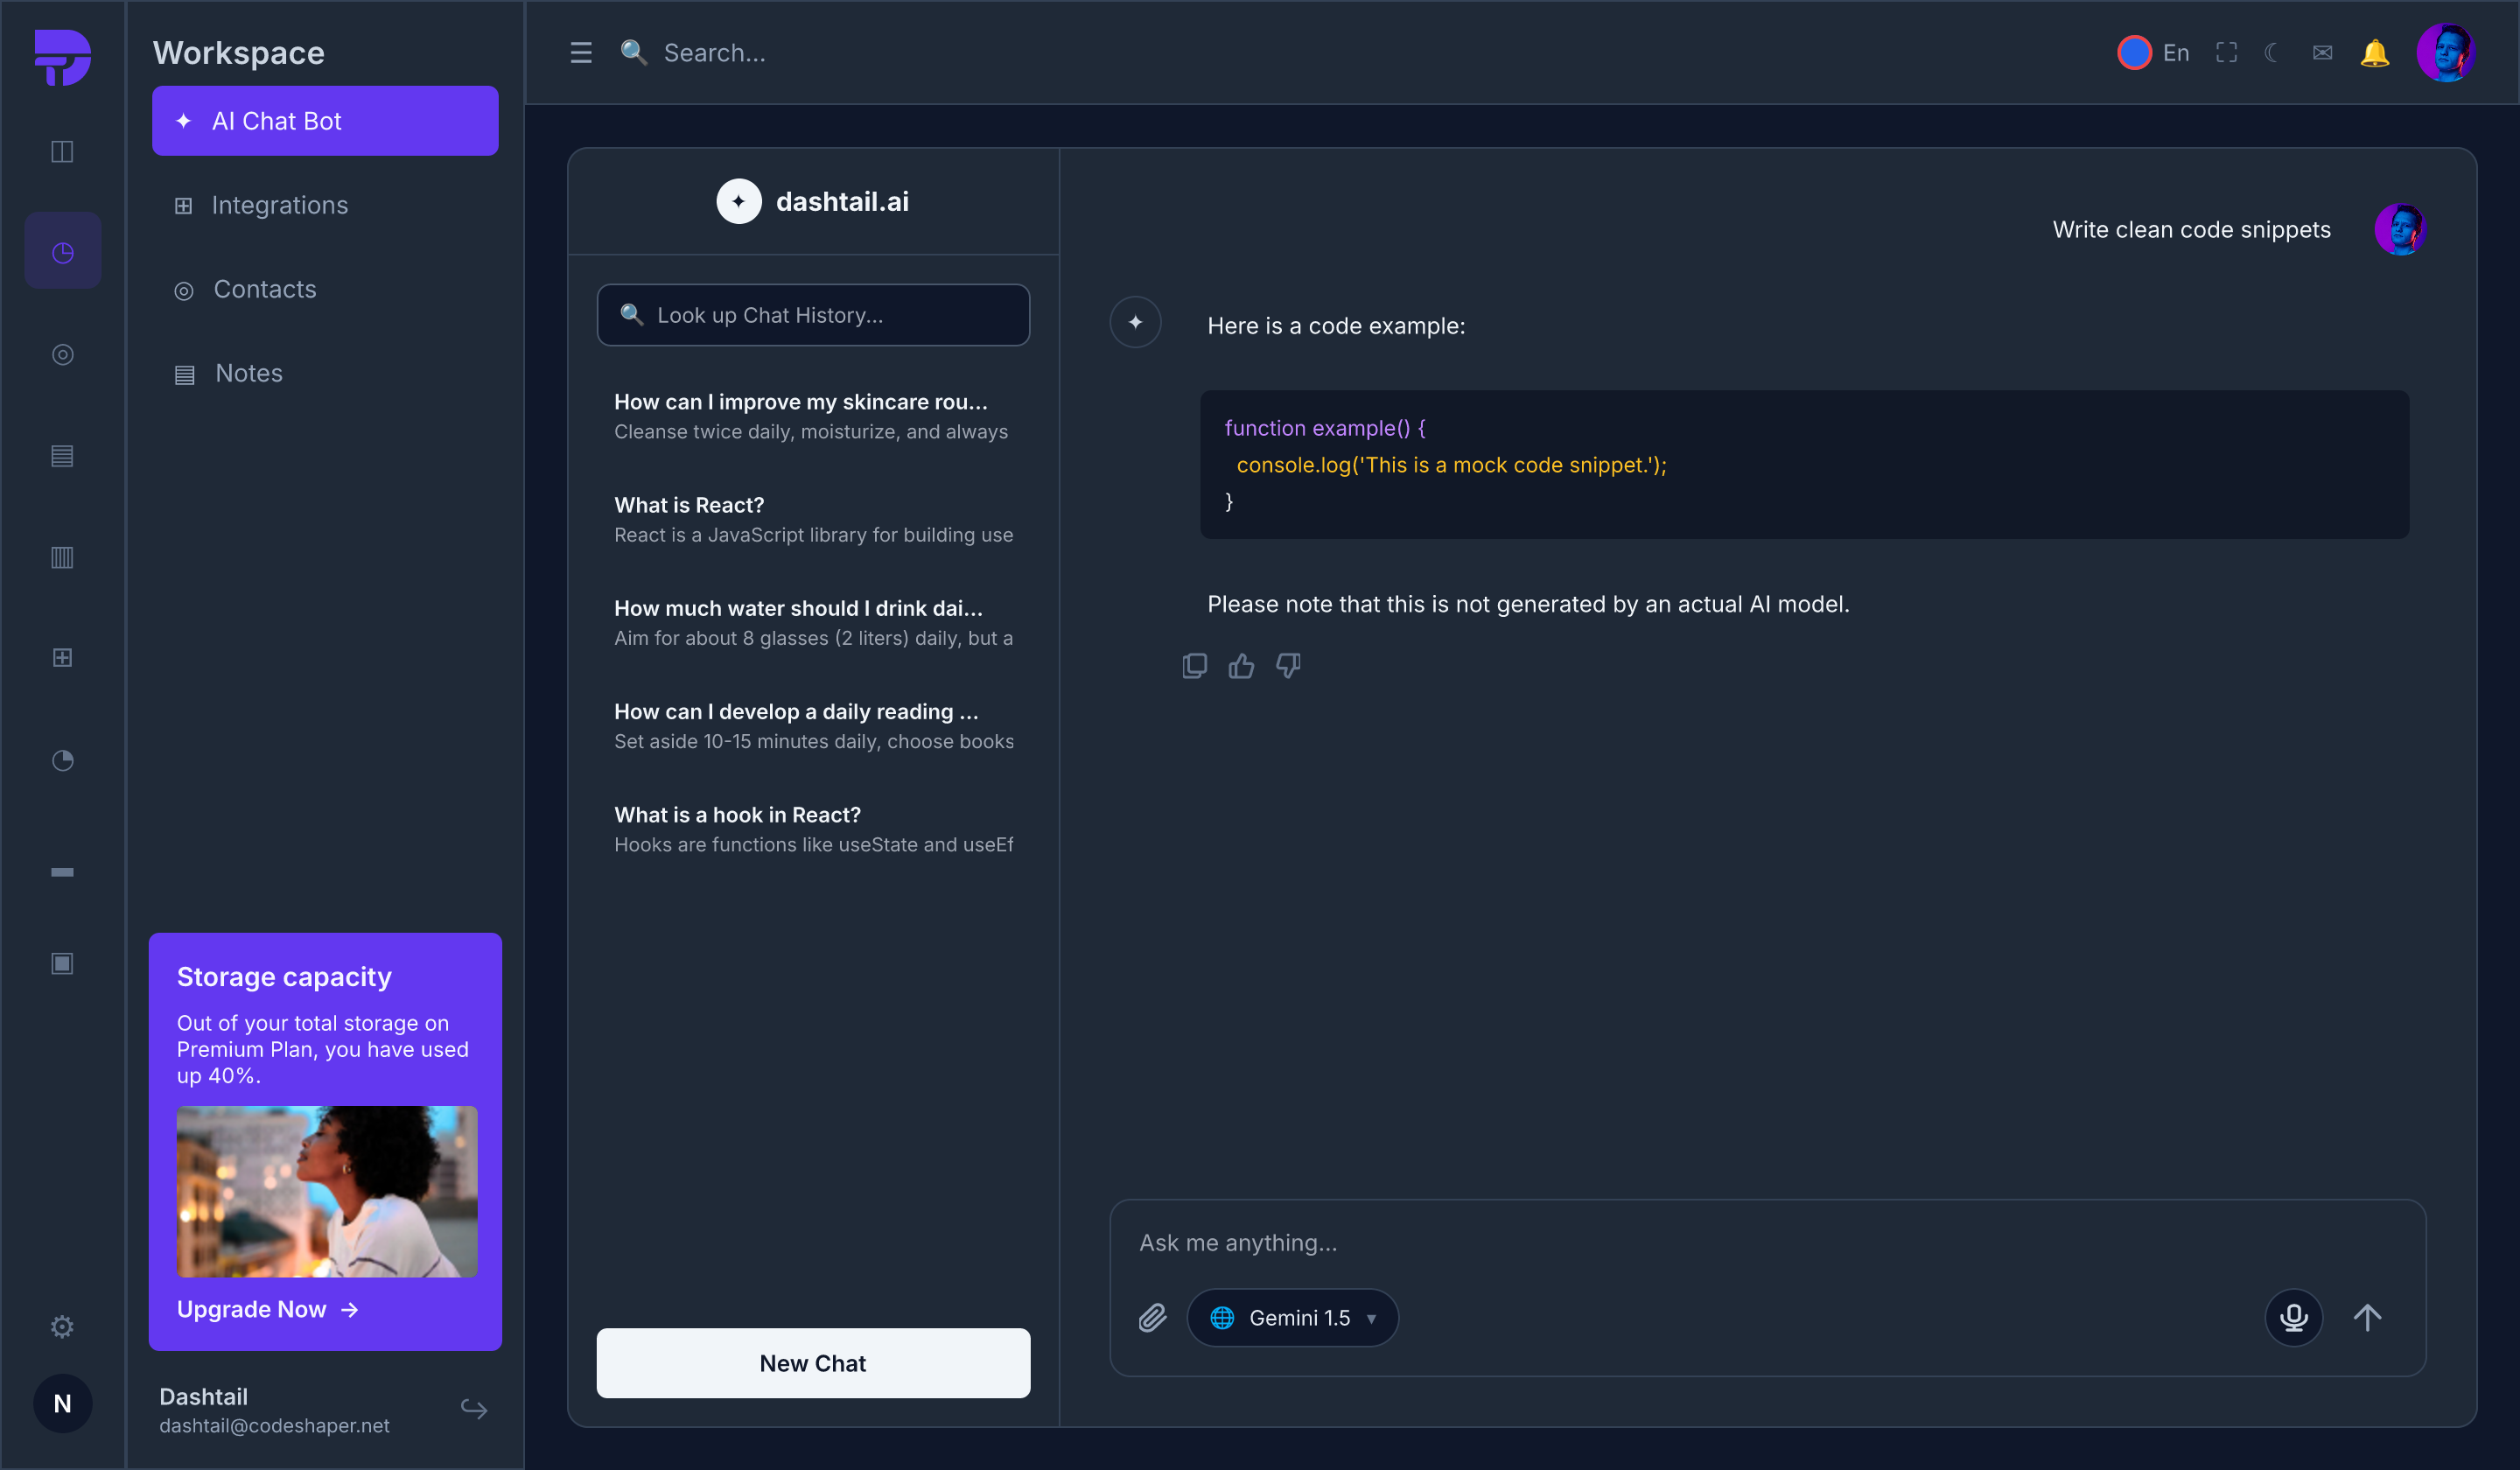 Workspace
AI Chat Bot
Integrations
Contacts
Notes
Storage capacity
Out of your total storage on
Premium Plan, you have used
up 40%.
Upgrade Now →
N
Dashtail
dashtail@codeshaper.net
Search...
En
dashtail.ai
Look up Chat History...
How can I improve my skincare rou...
Cleanse twice daily, moisturize, and always
What is React?
React is a JavaScript library for building use
How much water should I drink dai...
Aim for about 8 glasses (2 liters) daily, but a
How can I develop a daily reading ...
Set aside 10-15 minutes daily, choose books
What is a hook in React?
Hooks are functions like useState and useEf
New Chat
Write clean code snippets
Here is a code example:
function example() {
  console.log('This is a mock code snippet.');
}
Please note that this is not generated by an actual AI model.
Ask me anything...
Gemini 1.5